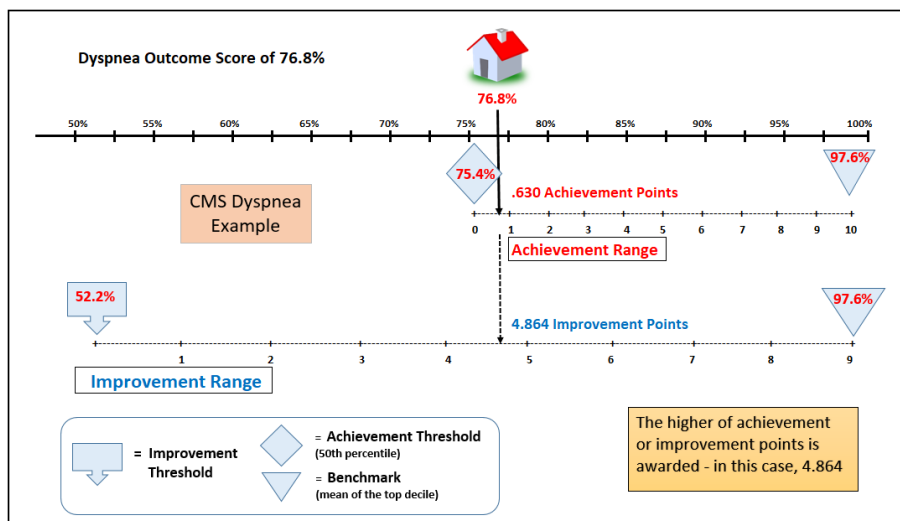 Dyspnea Outcome Score of 76.8%
76.8%
50% 55% 60% 65% 70% 75% 80% 85% 90% 95% 100%
75.4%
97.6%
CMS Dyspnea
Example
.630 Achievement Points
0 1 2 3 4 5 6 7 8 9 10
Achievement Range
52.2%
97.6%
4.864 Improvement Points
1 2 3 4 5 6 7 8 9
Improvement Range
= Improvement
Threshold
= Achievement Threshold
(50th percentile)
= Benchmark
(mean of the top decile)
The higher of achievement
or improvement points is
awarded - in this case, 4.864